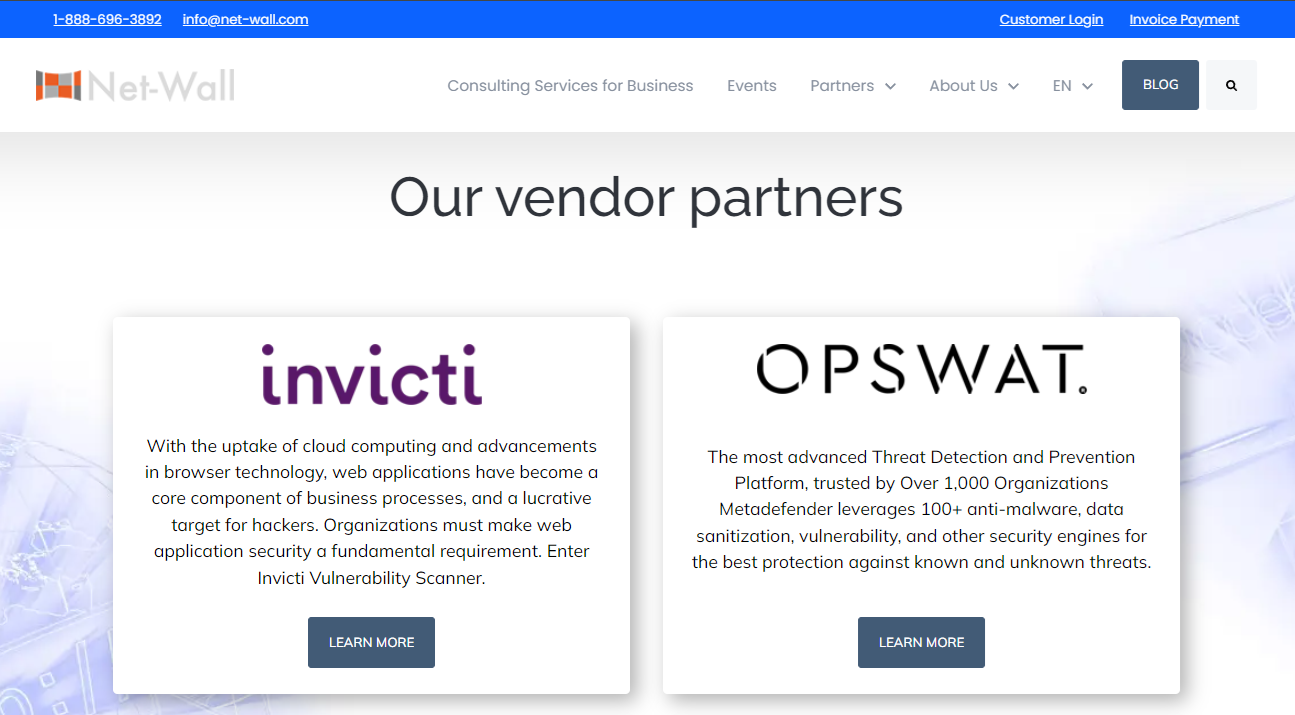 1-888-696-3892 info@net-wall.com Customer Login Invoice Payment
Net-Wall Consulting Services for Business Events Partners About Us EN BLOG
Our vendor partners
invicti
With the uptake of cloud computing and advancements
in browser technology, web applications have become a
core component of business processes, and a lucrative
target for hackers. Organizations must make web
application security a fundamental requirement. Enter
Invicti Vulnerability Scanner.
LEARN MORE
OPSWAT.
The most advanced Threat Detection and Prevention
Platform, trusted by Over 1,000 Organizations
Metadefender leverages 100+ anti-malware, data
sanitization, vulnerability, and other security engines for
the best protection against known and unknown threats.
LEARN MORE